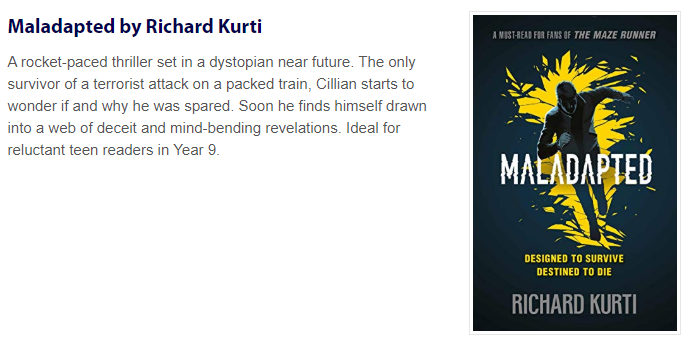 Maladapted by Richard Kurti
A rocket-paced thriller set in a dystopian near future. The only
survivor of a terrorist attack on a packed train, Cillian starts to
wonder if and why he was spared. Soon he finds himself drawn
into a web of deceit and mind-bending revelations. Ideal for
reluctant teen readers in Year 9.
A MUST-READ FOR FANS OF THE MAZE RUNNER
MALADAPTED
DESIGNED TO SURVIVE
DESTINED TO DIE
RICHARD KURTI